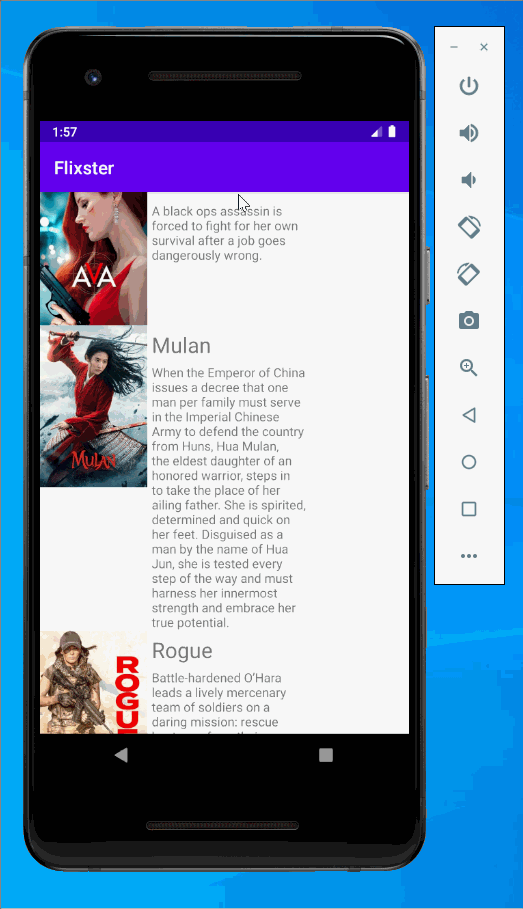 1:57
Flixster
AVA
A black ops assassin is
forced to fight for her own
survival after a job goes
dangerously wrong.
MULAN
Mulan
When the Emperor of China
issues a decree that one
man per family must serve
in the Imperial Chinese
Army to defend the country
from Huns, Hua Mulan,
the eldest daughter of an
honored warrior, steps in
to take the place of her
ailing father. She is spirited,
determined and quick on
her feet. Disguised as a
man by the name of Hua
Jun, she is tested every
step of the way and must
harness her innermost
strength and embrace her
true potential.
ROGU
Rogue
Battle-hardened O’Hara
leads a lively mercenary
team of soldiers on a
daring mission: rescue